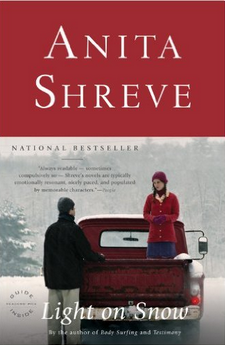 ANITA
SHREVE
NATIONAL BESTSELLER
"Always readable — sometimes
compulsively so — Shreve's novels are typically
emotionally resonant, nicely paced, and populated
by memorable characters." —People
GUIDE
INSIDE
Light on Snow
By the author of Body Surfing and Testimony